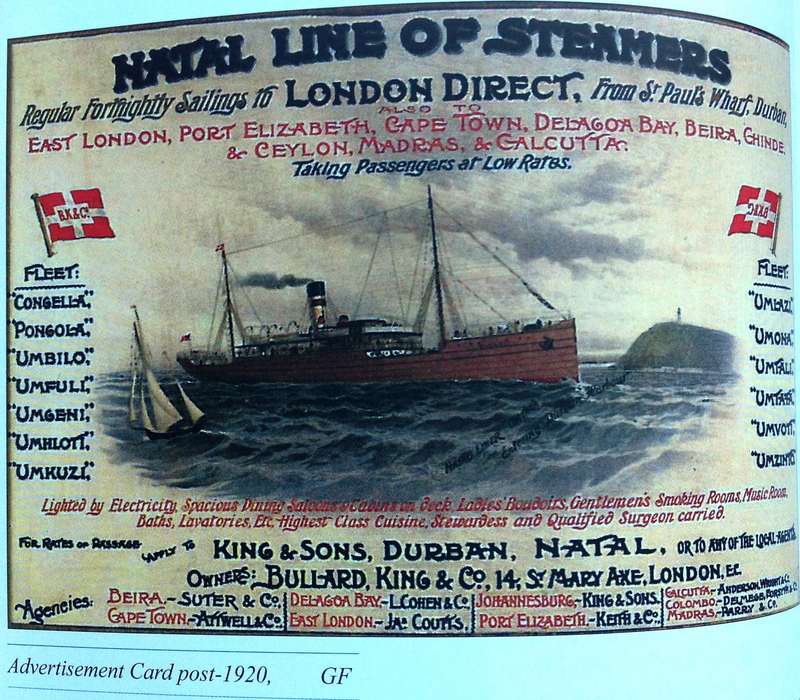 NATAL LINE OF STEAMERS
Regular Fortnightly Sailings to LONDON DIRECT, From St Paul's Wharf, Durban,
ALSO TO
EAST LONDON, PORT ELIZABETH, CAPE TOWN, DELAGOA BAY, BEIRA, CHINDE,
& CEYLON, MADRAS, & CALCUTTA.
Taking Passengers at Low Rates.
B.K&Co
B.K&Co
FLEET:
"CONGELLA,"
"PONGOLA,"
"UMBILO,"
"UMFULI,"
"UMGENI,"
"UMHLOTI,"
"UMKUZI,"
FLEET:
"UMLAZI,"
"UMONA,"
"UMTALI,"
"UMTATA,"
"UMVOTI,"
"UMZINTO,"
Lighted by Electricity, Spacious Dining Saloons & Cabins on deck, Ladies' Boudoirs, Gentlemen's Smoking Rooms, Music Room,
Baths, Lavatories, Etc. Highest Class Cuisine, Stewardess and Qualified Surgeon carried.
FOR RATES OF PASSAGE APPLY TO KING & SONS, DURBAN, NATAL, OR TO ANY OF THE LOCAL AGENTS.
OWNERS: BULLARD, KING & Co, 14, St MARY AXE, LONDON, E.C.
Agencies: BEIRA.-SUTER & Co. DELAGOA BAY.-L.COHEN & Co JOHANNESBURG.-KING & SONS. CALCUTTA.-ANDERSON, WRIGHT & Co.
COLOMBO.-DELMEGE, FORSYTH & Co
CAPE TOWN.-ATTWELL & Co. EAST LONDON.-JAs COUTTS. PORT ELIZABETH.-KEITH & Co. MADRAS.-PARRY & Co.
Advertisement Card post-1920, GF